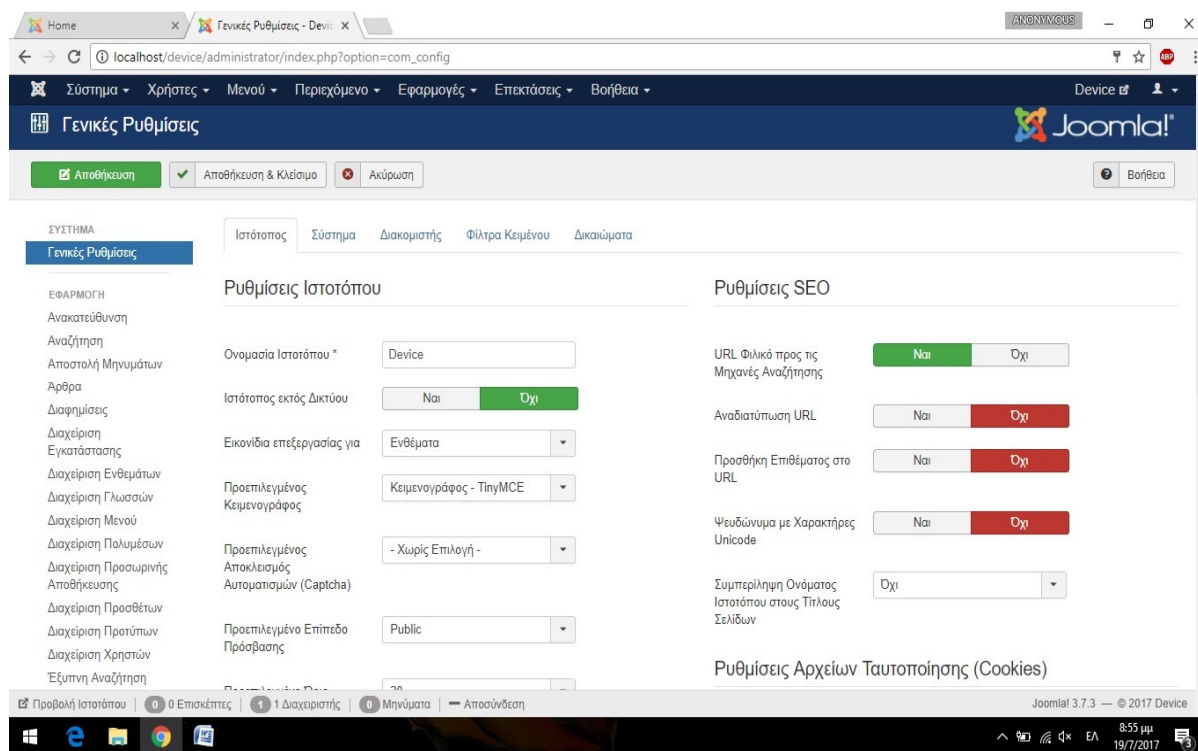 Home
Γενικές Ρυθμίσεις - Devic
ANONYMOUS
localhost/device/administrator/index.php?option=com_config
ABP
Σύστημα Χρήστες Μενού Περιεχόμενο Εφαρμογές Επεκτάσεις Βοήθεια Device
Γενικές Ρυθμίσεις
Joomla!
Αποθήκευση
Αποθήκευση & Κλείσιμο
Ακύρωση
Βοήθεια
ΣΥΣΤΗΜΑ
Γενικές Ρυθμίσεις
ΕΦΑΡΜΟΓΗ
Ανακατεύθυνση
Αναζήτηση
Αποστολή Μηνυμάτων
Άρθρα
Διαφημίσεις
Διαχείριση
Εγκατάστασης
Διαχείριση Ενθεμάτων
Διαχείριση Γλωσσών
Διαχείριση Μενού
Διαχείριση Πολυμέσων
Διαχείριση Προσωρινής
Αποθήκευσης
Διαχείριση Προσθέτων
Διαχείριση Προτύπων
Διαχείριση Χρηστών
Έξυπνη Αναζήτηση
Ιστότοπος Σύστημα Διακομιστής Φίλτρα Κειμένου Δικαιώματα
Ρυθμίσεις Ιστοτόπου
Ονομασία Ιστοτόπου * Device
Ιστότοπος εκτός Δικτύου Ναι Όχι
Εικονίδια επεξεργασίας για Ενθέματα
Προεπιλεγμένος
Κειμενογράφος
Κειμενογράφος - TinyMCE
Προεπιλεγμένος
Αποκλεισμός
Αυτοματισμών (Captcha)
- Χωρίς Επιλογή -
Προεπιλεγμένο Επίπεδο
Πρόσβασης
Public
Ρυθμίσεις SEO
URL Φιλικό προς τις
Μηχανές Αναζήτησης
Ναι Όχι
Αναδιατύπωση URL Ναι Όχι
Προσθήκη Επιθέματος στο
URL
Ναι Όχι
Ψευδώνυμα με Χαρακτήρες
Unicode
Ναι Όχι
Συμπερίληψη Ονόματος
Ιστοτόπου στους Τίτλους
Σελίδων
Όχι
Ρυθμίσεις Αρχείων Ταυτοποίησης (Cookies)
Προβολή Ιστοτόπου 0 0 Επισκέπτες 1 1 Διαχειριστής 0 Μηνύματα Αποσύνδεση
Joomla! 3.7.3 — © 2017 Device
ΕΛ
8:55 μμ
19/7/2017
3